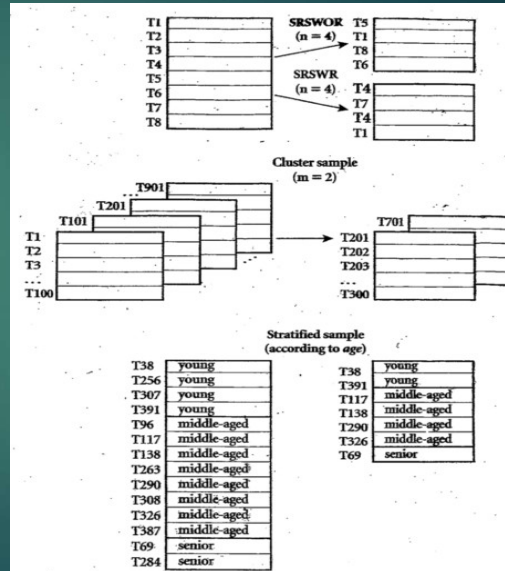 T1
T2
T3
T4
T5
T6
T7
T8
SRSWOR
(n = 4)
SRSWR
(n = 4)
T5
T1
T8
T6
T4
T7
T4
T1
Cluster sample
(m = 2)
... T901
T201
T101
T1
T2
T3
...
T100
...
T701
T201
T202
T203
...
T300
Stratified sample
(according to age)
T38 young
T256 young
T307 young
T391 young
T96 middle-aged
T117 middle-aged
T138 middle-aged
T263 middle-aged
T290 middle-aged
T308 middle-aged
T326 middle-aged
T387 middle-aged
T69 senior
T284 senior
T38 young
T391 young
T117 middle-aged
T138 middle-aged
T290 middle-aged
T326 middle-aged
T69 senior